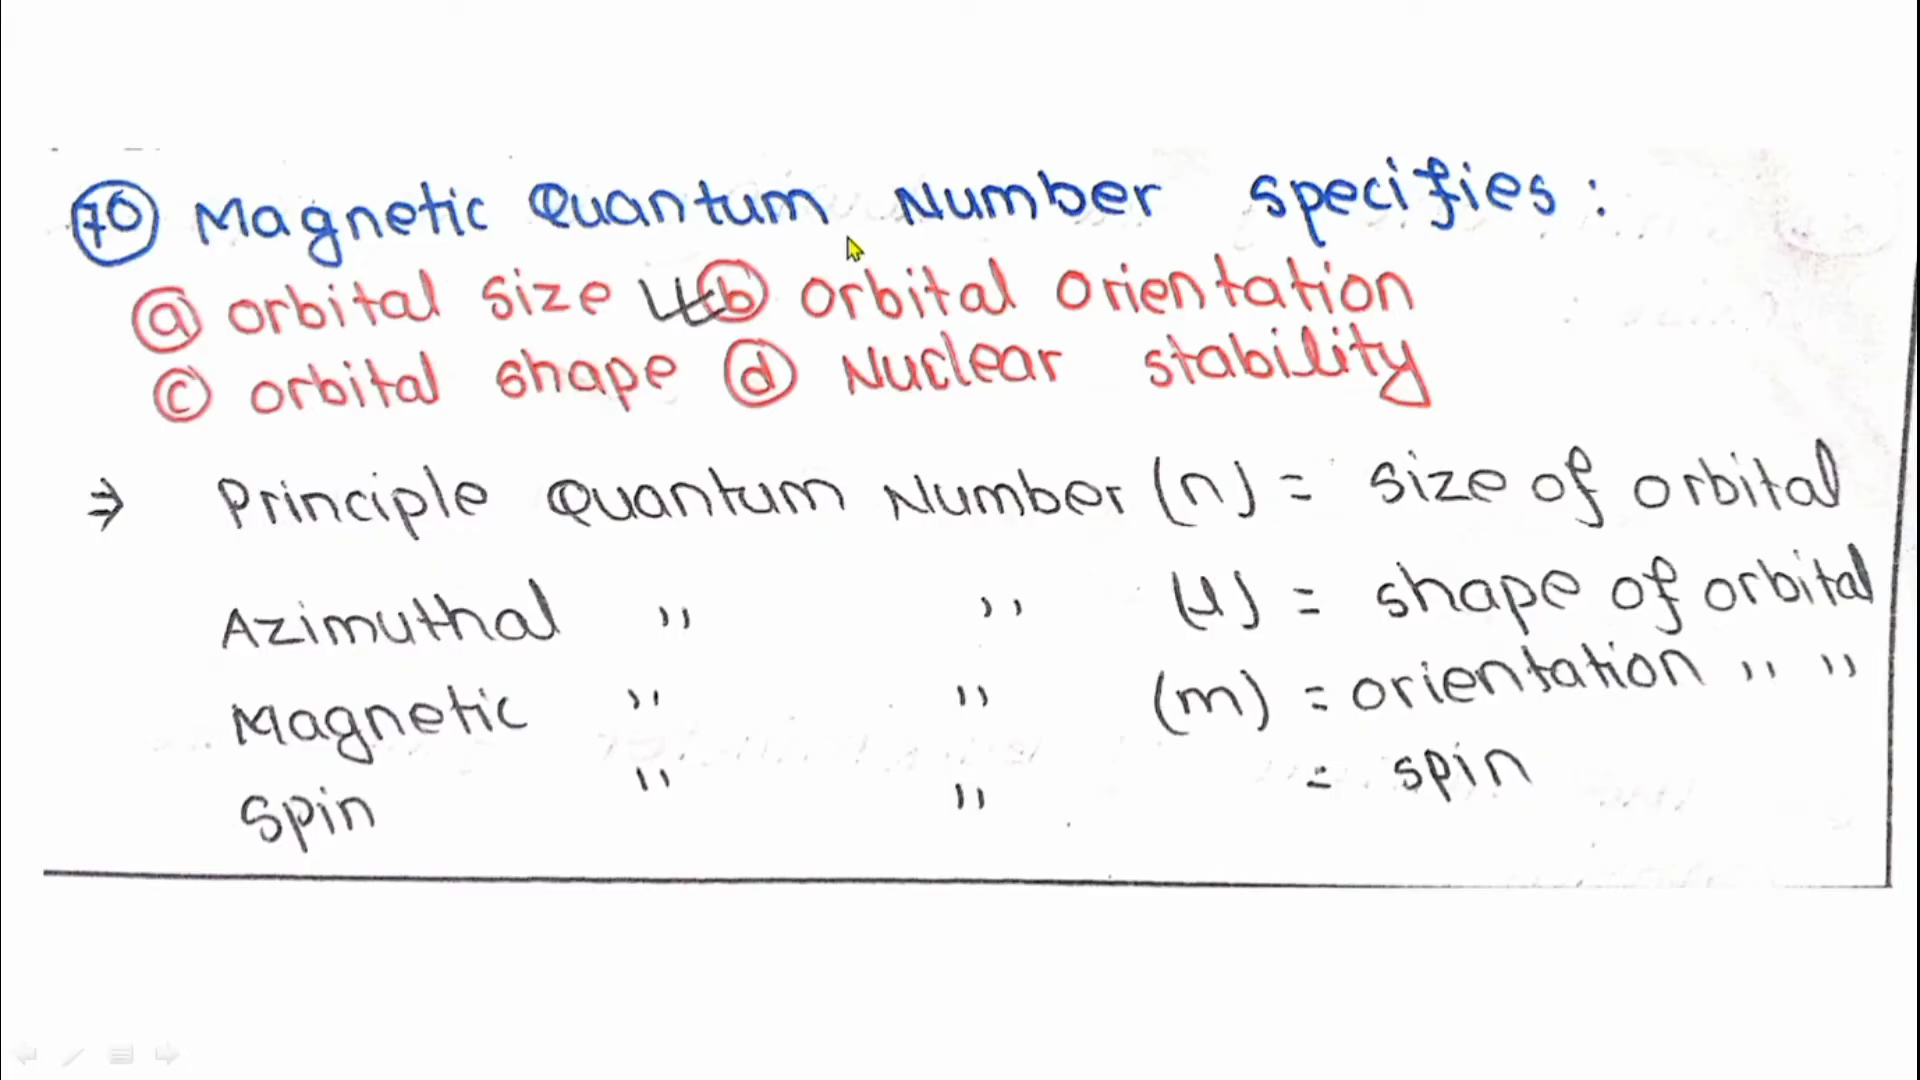 70 Magnetic Quantum Number specifies:
a orbital size b orbital orientation
c orbital shape d Nuclear stability
⇒ Principle Quantum Number (n) = size of orbital
Azimuthal " " (l) = shape of orbital
Magnetic " " (m) = orientation " "
Spin " " = spin